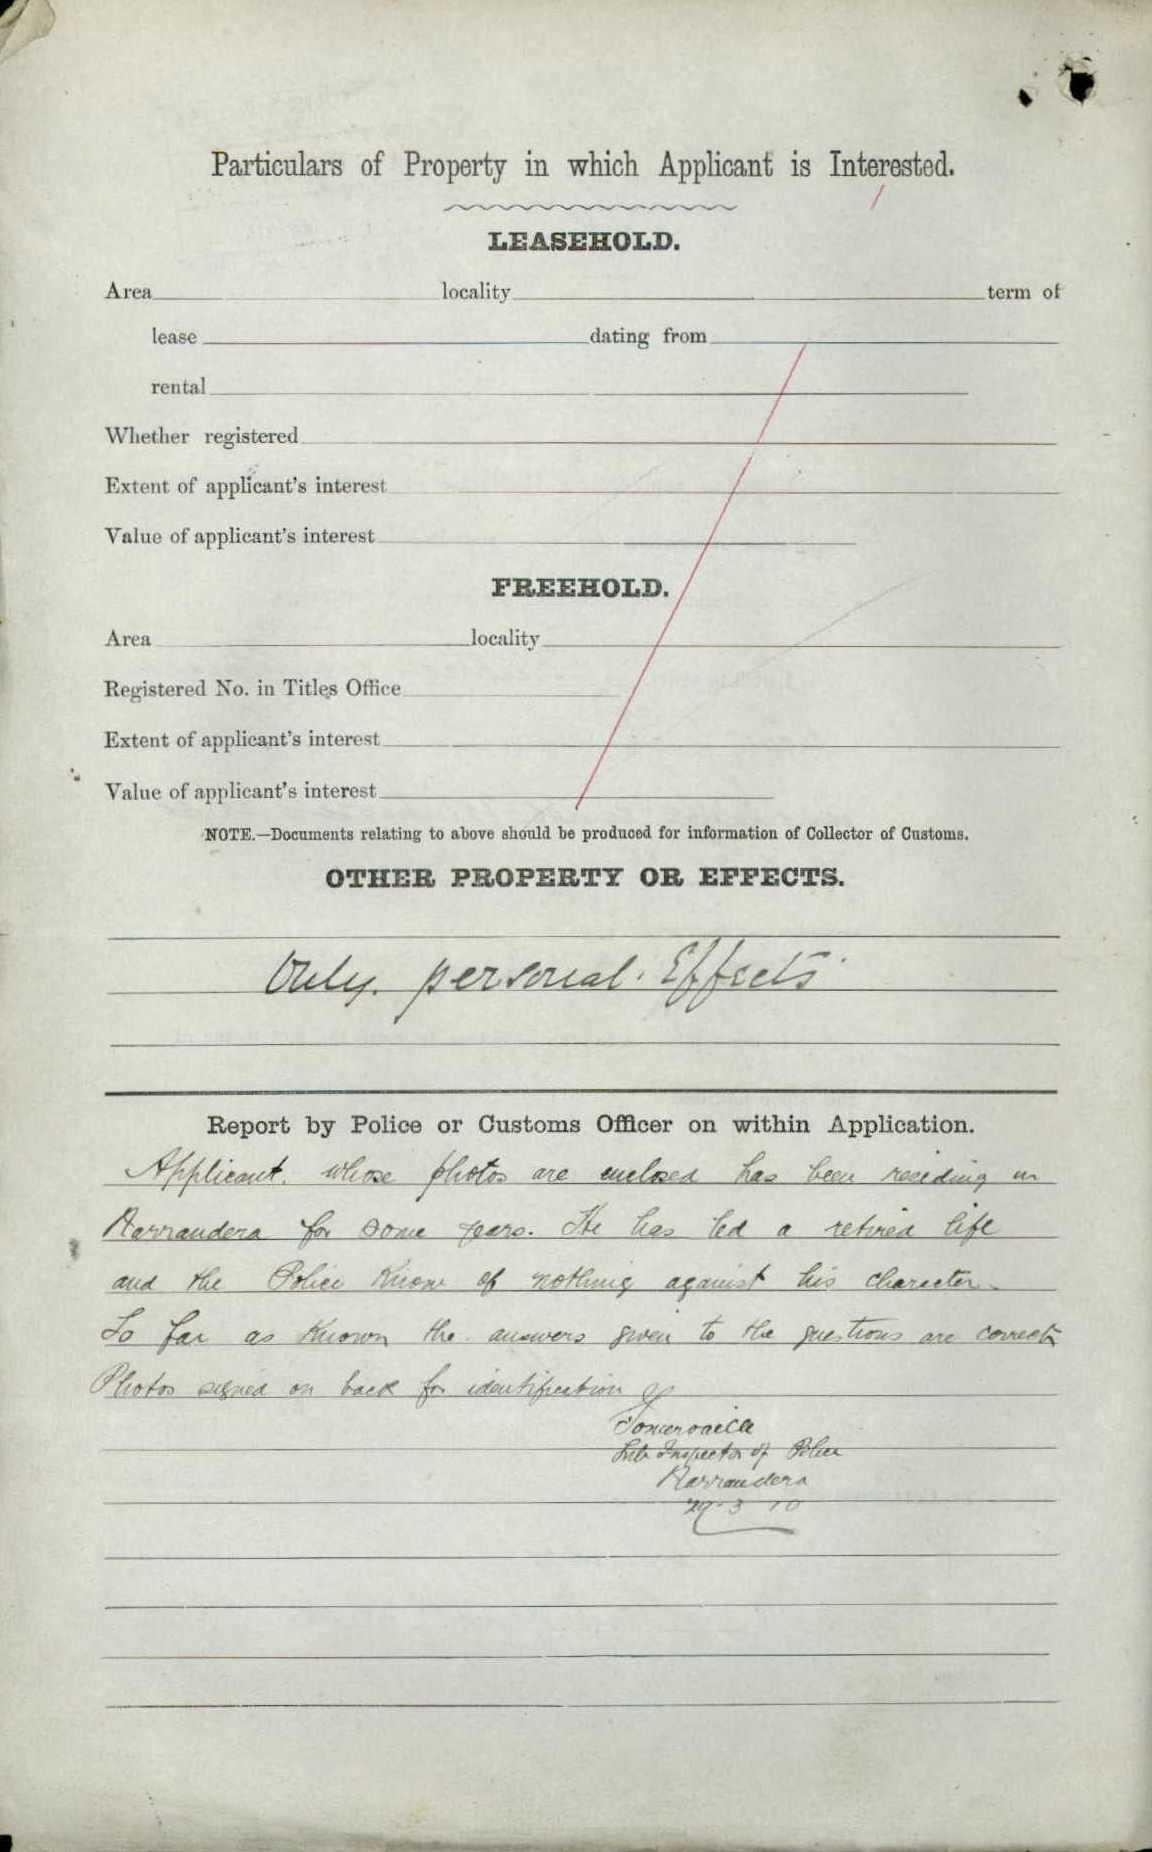 Particulars of Property in which Applicant is Interested.
LEASEHOLD.
Area locality term of
lease dating from
rental
Whether registered
Extent of applicant's interest
Value of applicant's interest
FREEHOLD.
Area locality
Registered No. in Titles Office
Extent of applicant's interest
Value of applicant's interest
NOTE.—Documents relating to above should be produced for information of Collector of Customs.
OTHER PROPERTY OR EFFECTS.
Only personal Effects
Report by Police or Customs Officer on within Application.
Applicant whose photos are enclosed has been residing in
Narrandera for some years. He has led a retired life
and the Police know of nothing against his character.
So far as known the answers given to the questions are correct
Photos signed on back for identification
Somerville
Sub Inspector of Police
Narrandera
29-3 10